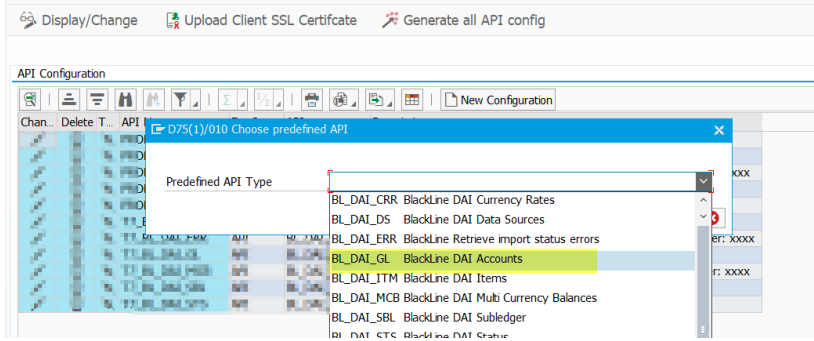 Display/Change Upload Client SSL Certifcate Generate all API config
API Configuration
New Configuration
Chan... Delete T... API
D75(1)/010 Choose predefined API
xxx
Predefined API Type
BL_DAI_CRR BlackLine DAI Currency Rates
BL_DAI_DS BlackLine DAI Data Sources
BL_DAI_ERR BlackLine Retrieve import status errors
er: xxxx
BL_DAI_GL BlackLine DAI Accounts
BL_DAI_ITM BlackLine DAI Items
r: xxxx
BL_DAI_MCB BlackLine DAI Multi Currency Balances
BL_DAI_SBL BlackLine DAI Subledger
BL_DAI_STS BlackLine DAI Status